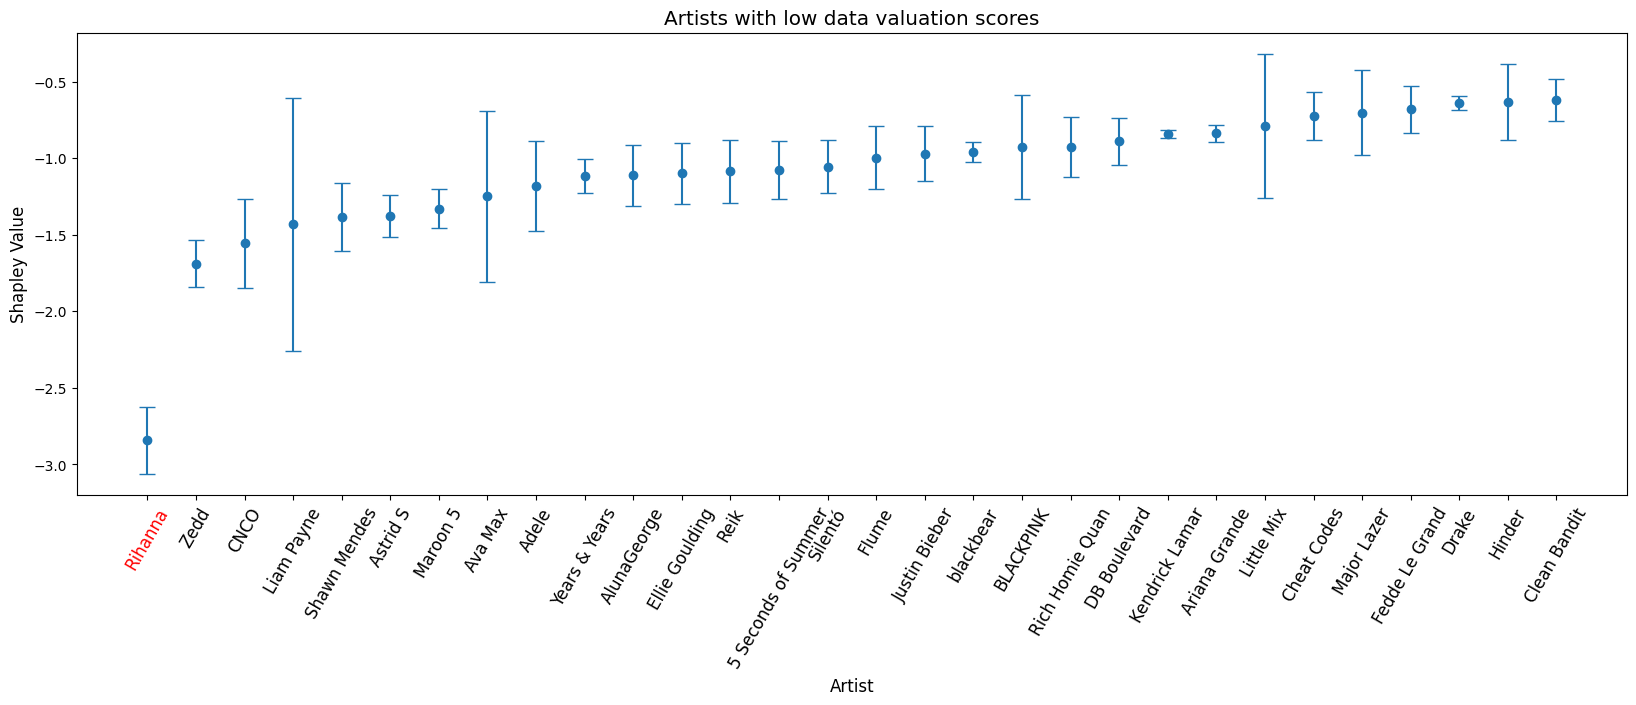 Artists with low data valuation scores
Shapley Value
−0.5
−1.0
−1.5
−2.0
−2.5
−3.0
Rihanna
Zedd
CNCO
Liam Payne
Shawn Mendes
Astrid S
Maroon 5
Ava Max
Adele
Years & Years
AlunaGeorge
Ellie Goulding
Reik
5 Seconds of Summer
Silentó
Flume
Justin Bieber
blackbear
BLACKPINK
Rich Homie Quan
DB Boulevard
Kendrick Lamar
Ariana Grande
Little Mix
Cheat Codes
Major Lazer
Fedde Le Grand
Drake
Hinder
Clean Bandit
Artist